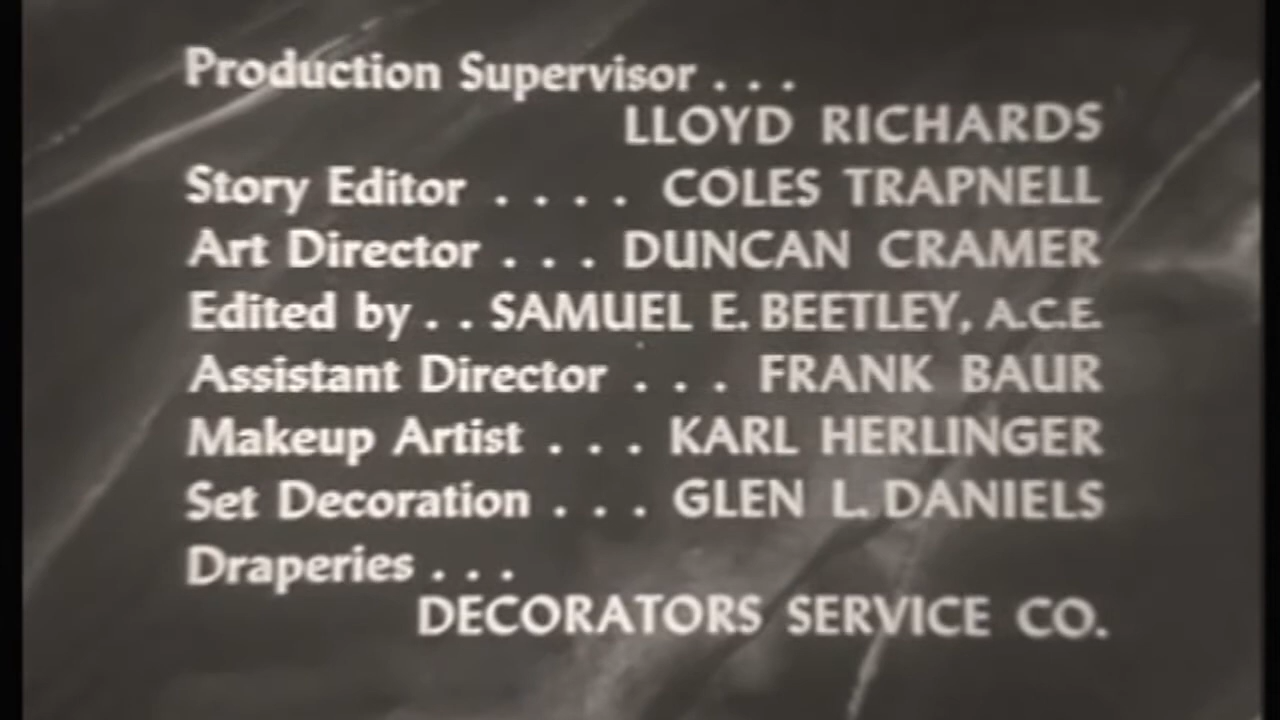 Production Supervisor . . .
LLOYD RICHARDS
Story Editor . . . . COLES TRAPNELL
Art Director . . . DUNCAN CRAMER
Edited by . . SAMUEL E. BEETLEY, A.C.E.
Assistant Director . . . FRANK BAUR
Makeup Artist . . . KARL HERLINGER
Set Decoration . . . GLEN L. DANIELS
Draperies . . .
DECORATORS SERVICE CO.